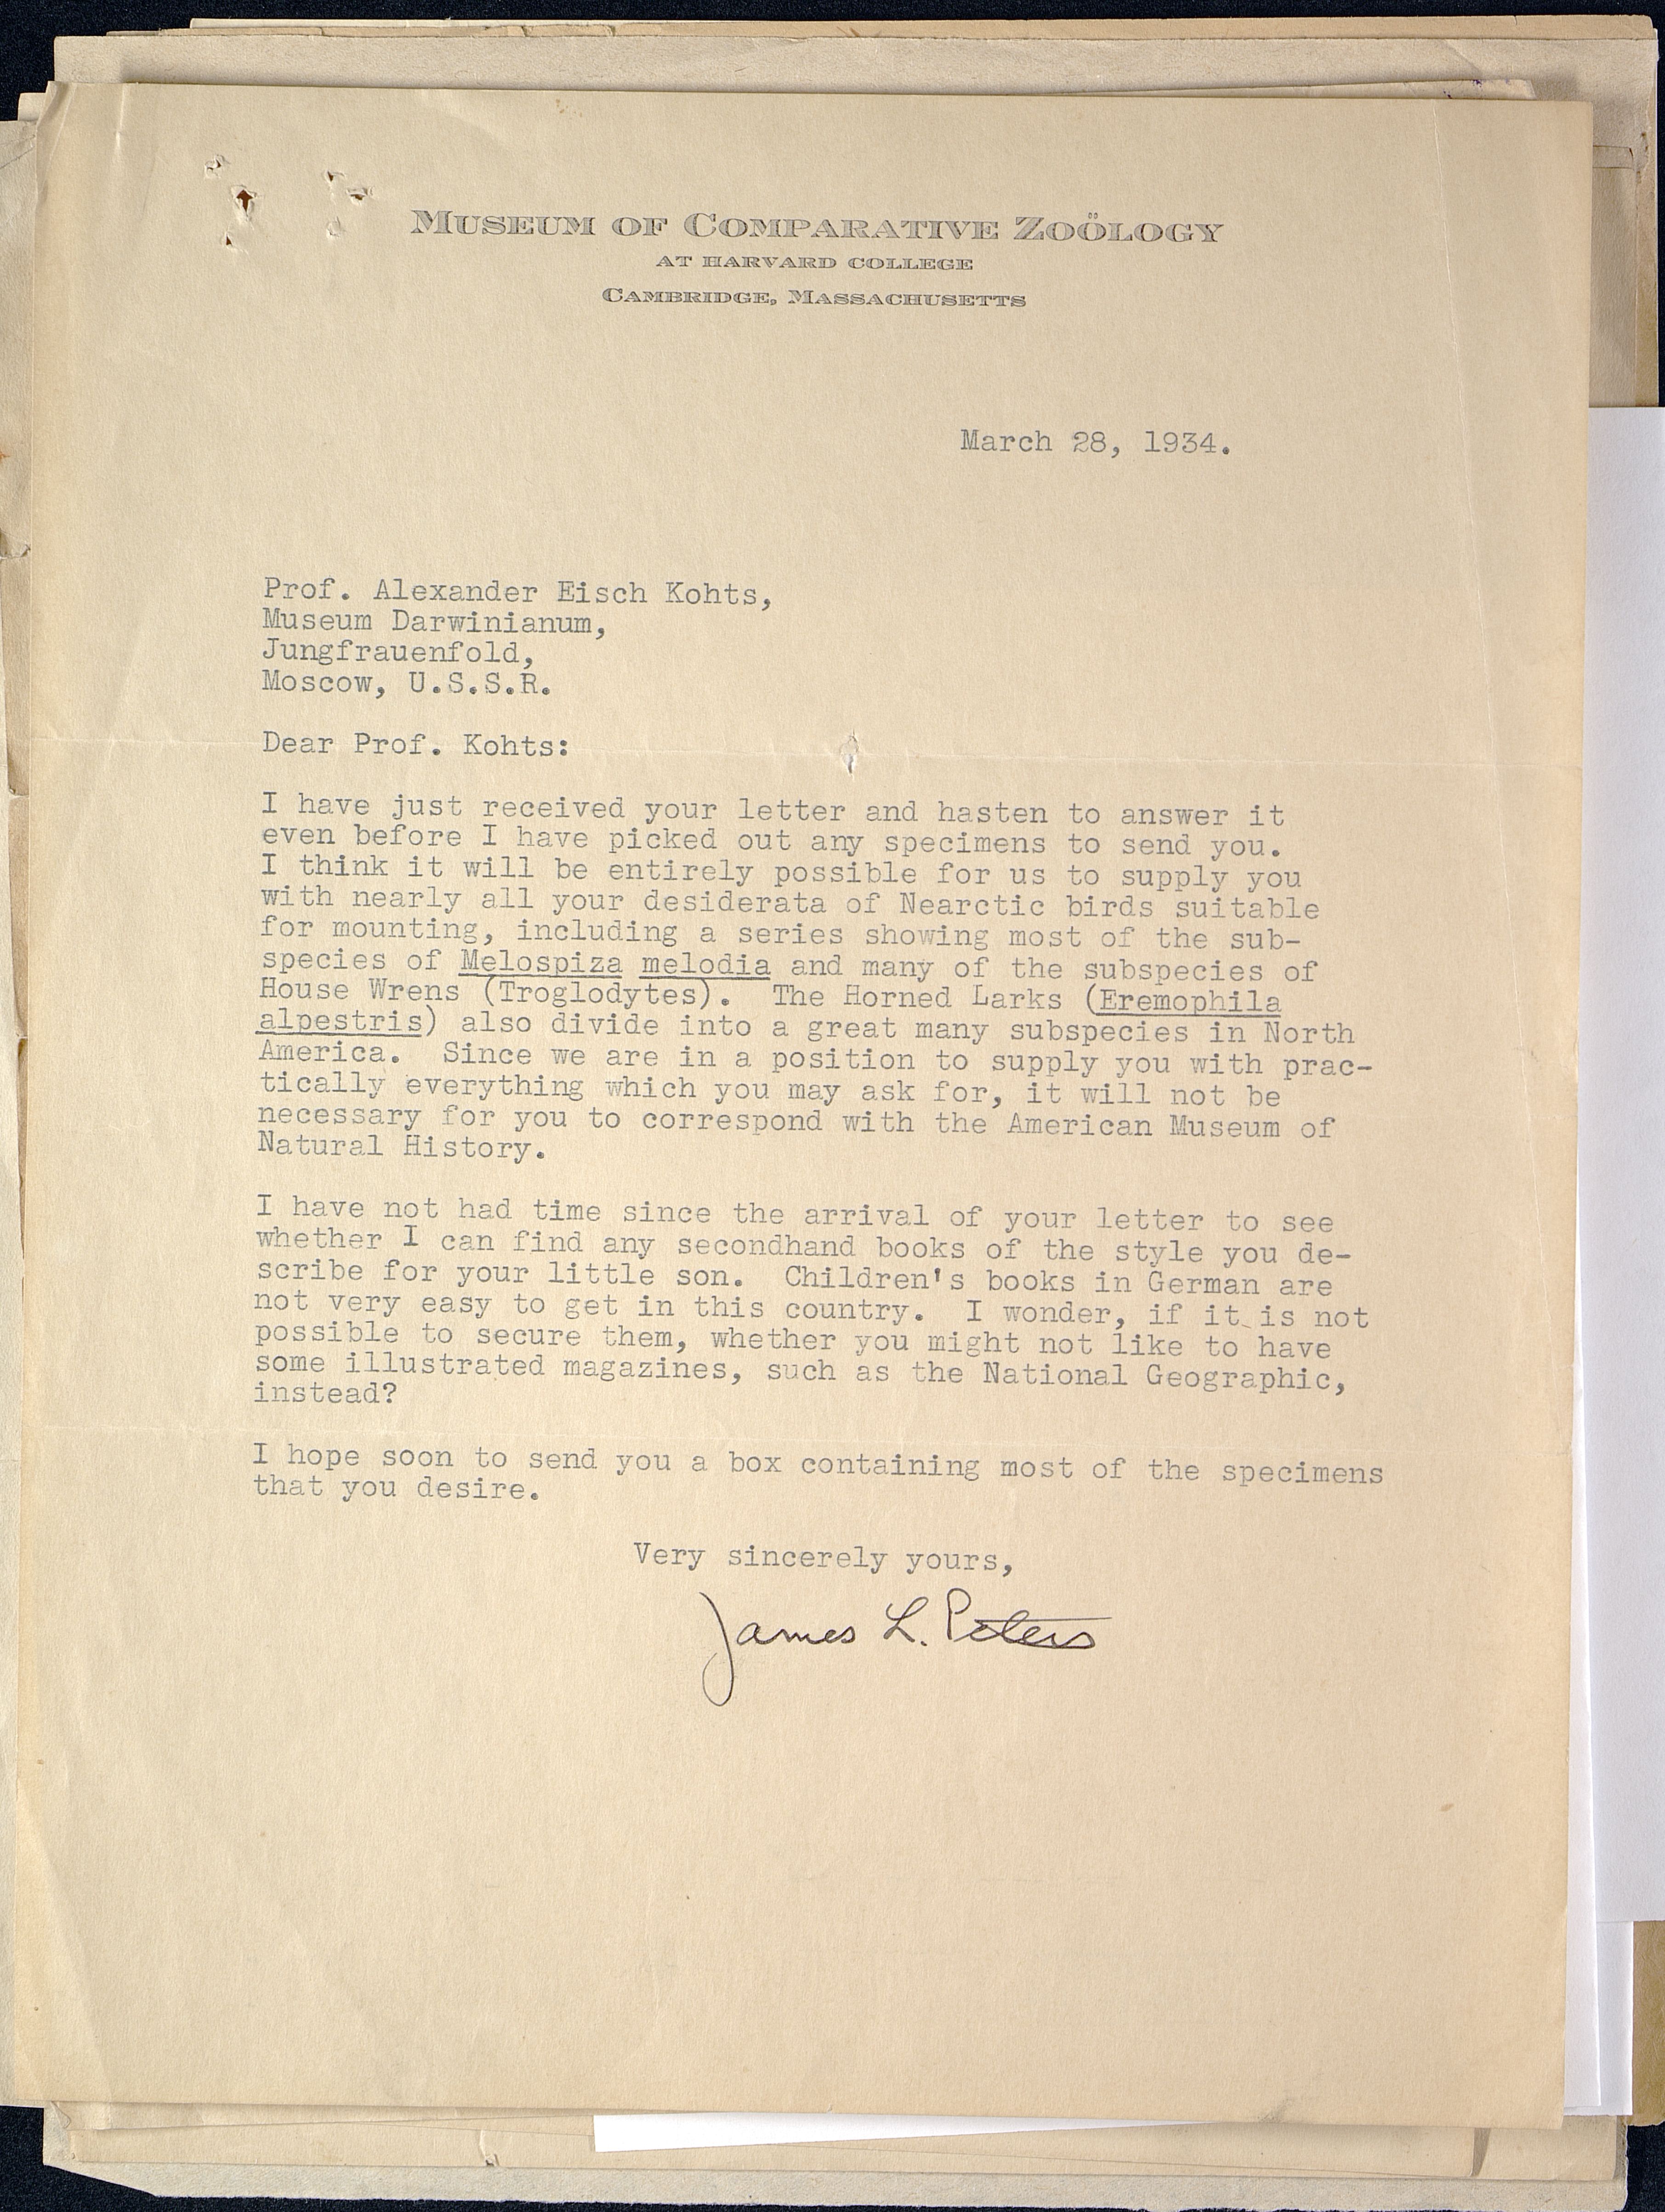 MUSEUM OF COMPARATIVE ZOÖLOGY
AT HARVARD COLLEGE
CAMBRIDGE, MASSACHUSETTS
March 28, 1934.
Prof. Alexander Eisch Kohts,
Museum Darwinianum,
Jungfrauenfold,
Moscow, U.S.S.R.
Dear Prof. Kohts:
I have just received your letter and hasten to answer it
even before I have picked out any specimens to send you.
I think it will be entirely possible for us to supply you
with nearly all your desiderata of Nearctic birds suitable
for mounting, including a series showing most of the sub-
species of Melospiza melodia and many of the subspecies of
House Wrens (Troglodytes). The Horned Larks (Eremophila
alpestris) also divide into a great many subspecies in North
America. Since we are in a position to supply you with prac-
tically everything which you may ask for, it will not be
necessary for you to correspond with the American Museum of
Natural History.
I have not had time since the arrival of your letter to see
whether I can find any secondhand books of the style you de-
scribe for your little son. Children's books in German are
not very easy to get in this country. I wonder, if it is not
possible to secure them, whether you might not like to have
some illustrated magazines, such as the National Geographic,
instead?
I hope soon to send you a box containing most of the specimens
that you desire.
Very sincerely yours,
James L. Peters